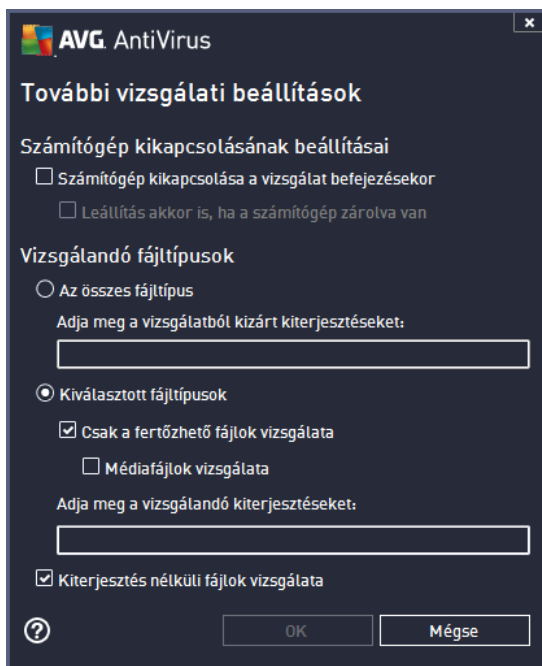 AVG. AntiVirus
További vizsgálati beállítások
Számítógép kikapcsolásának beállításai
Számítógép kikapcsolása a vizsgálat befejezésekor
Leállítás akkor is, ha a számítógép zárolva van
Vizsgálandó fájltípusok
Az összes fájltípus
Adja meg a vizsgálatból kizárt kiterjesztéseket:
Kiválasztott fájltípusok
Csak a fertőzhető fájlok vizsgálata
Médiafájlok vizsgálata
Adja meg a vizsgálandó kiterjesztéseket:
Kiterjesztés nélküli fájlok vizsgálata
? OK Mégse